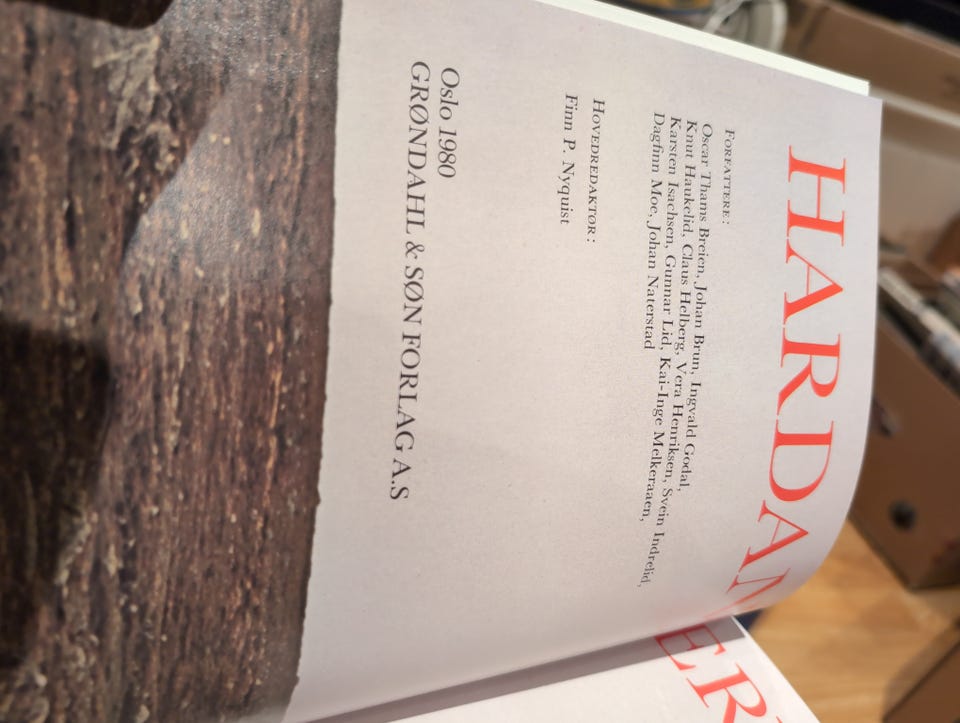 HARDAN
ER
FORFATTERE:
Oscar Thams Breien, Johan Brun, Ingvald Godal,
Knut Haukelid, Claus Helberg, Vera Henriksen, Svein Indrelid,
Karsten Isachsen, Gunnar Lid, Kai-Inge Melkeraaen,
Dagfinn Moe, Johan Naterstad
HOVEDREDAKTØR:
Finn P. Nyquist
Oslo 1980
GRØNDAHL & SØN FORLAG A.S